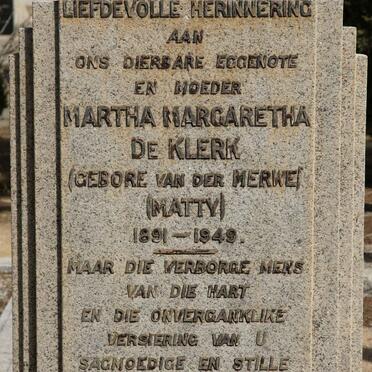 LIEFDEVOLLE HERINNERING
AAN
ONS DIERBARE EGGENOTE
EN MOEDER
MARTHA MARGARETHA
DE KLERK
(GEBORE VAN DER MERWE)
(MATTY)
1891 – 1949.
MAAR DIE VERBORGE MENS
VAN DIE HART
EN DIE ONVERGANKLIKE
VERSIERING VAN U
SAGMOEDIGE EN STILLE